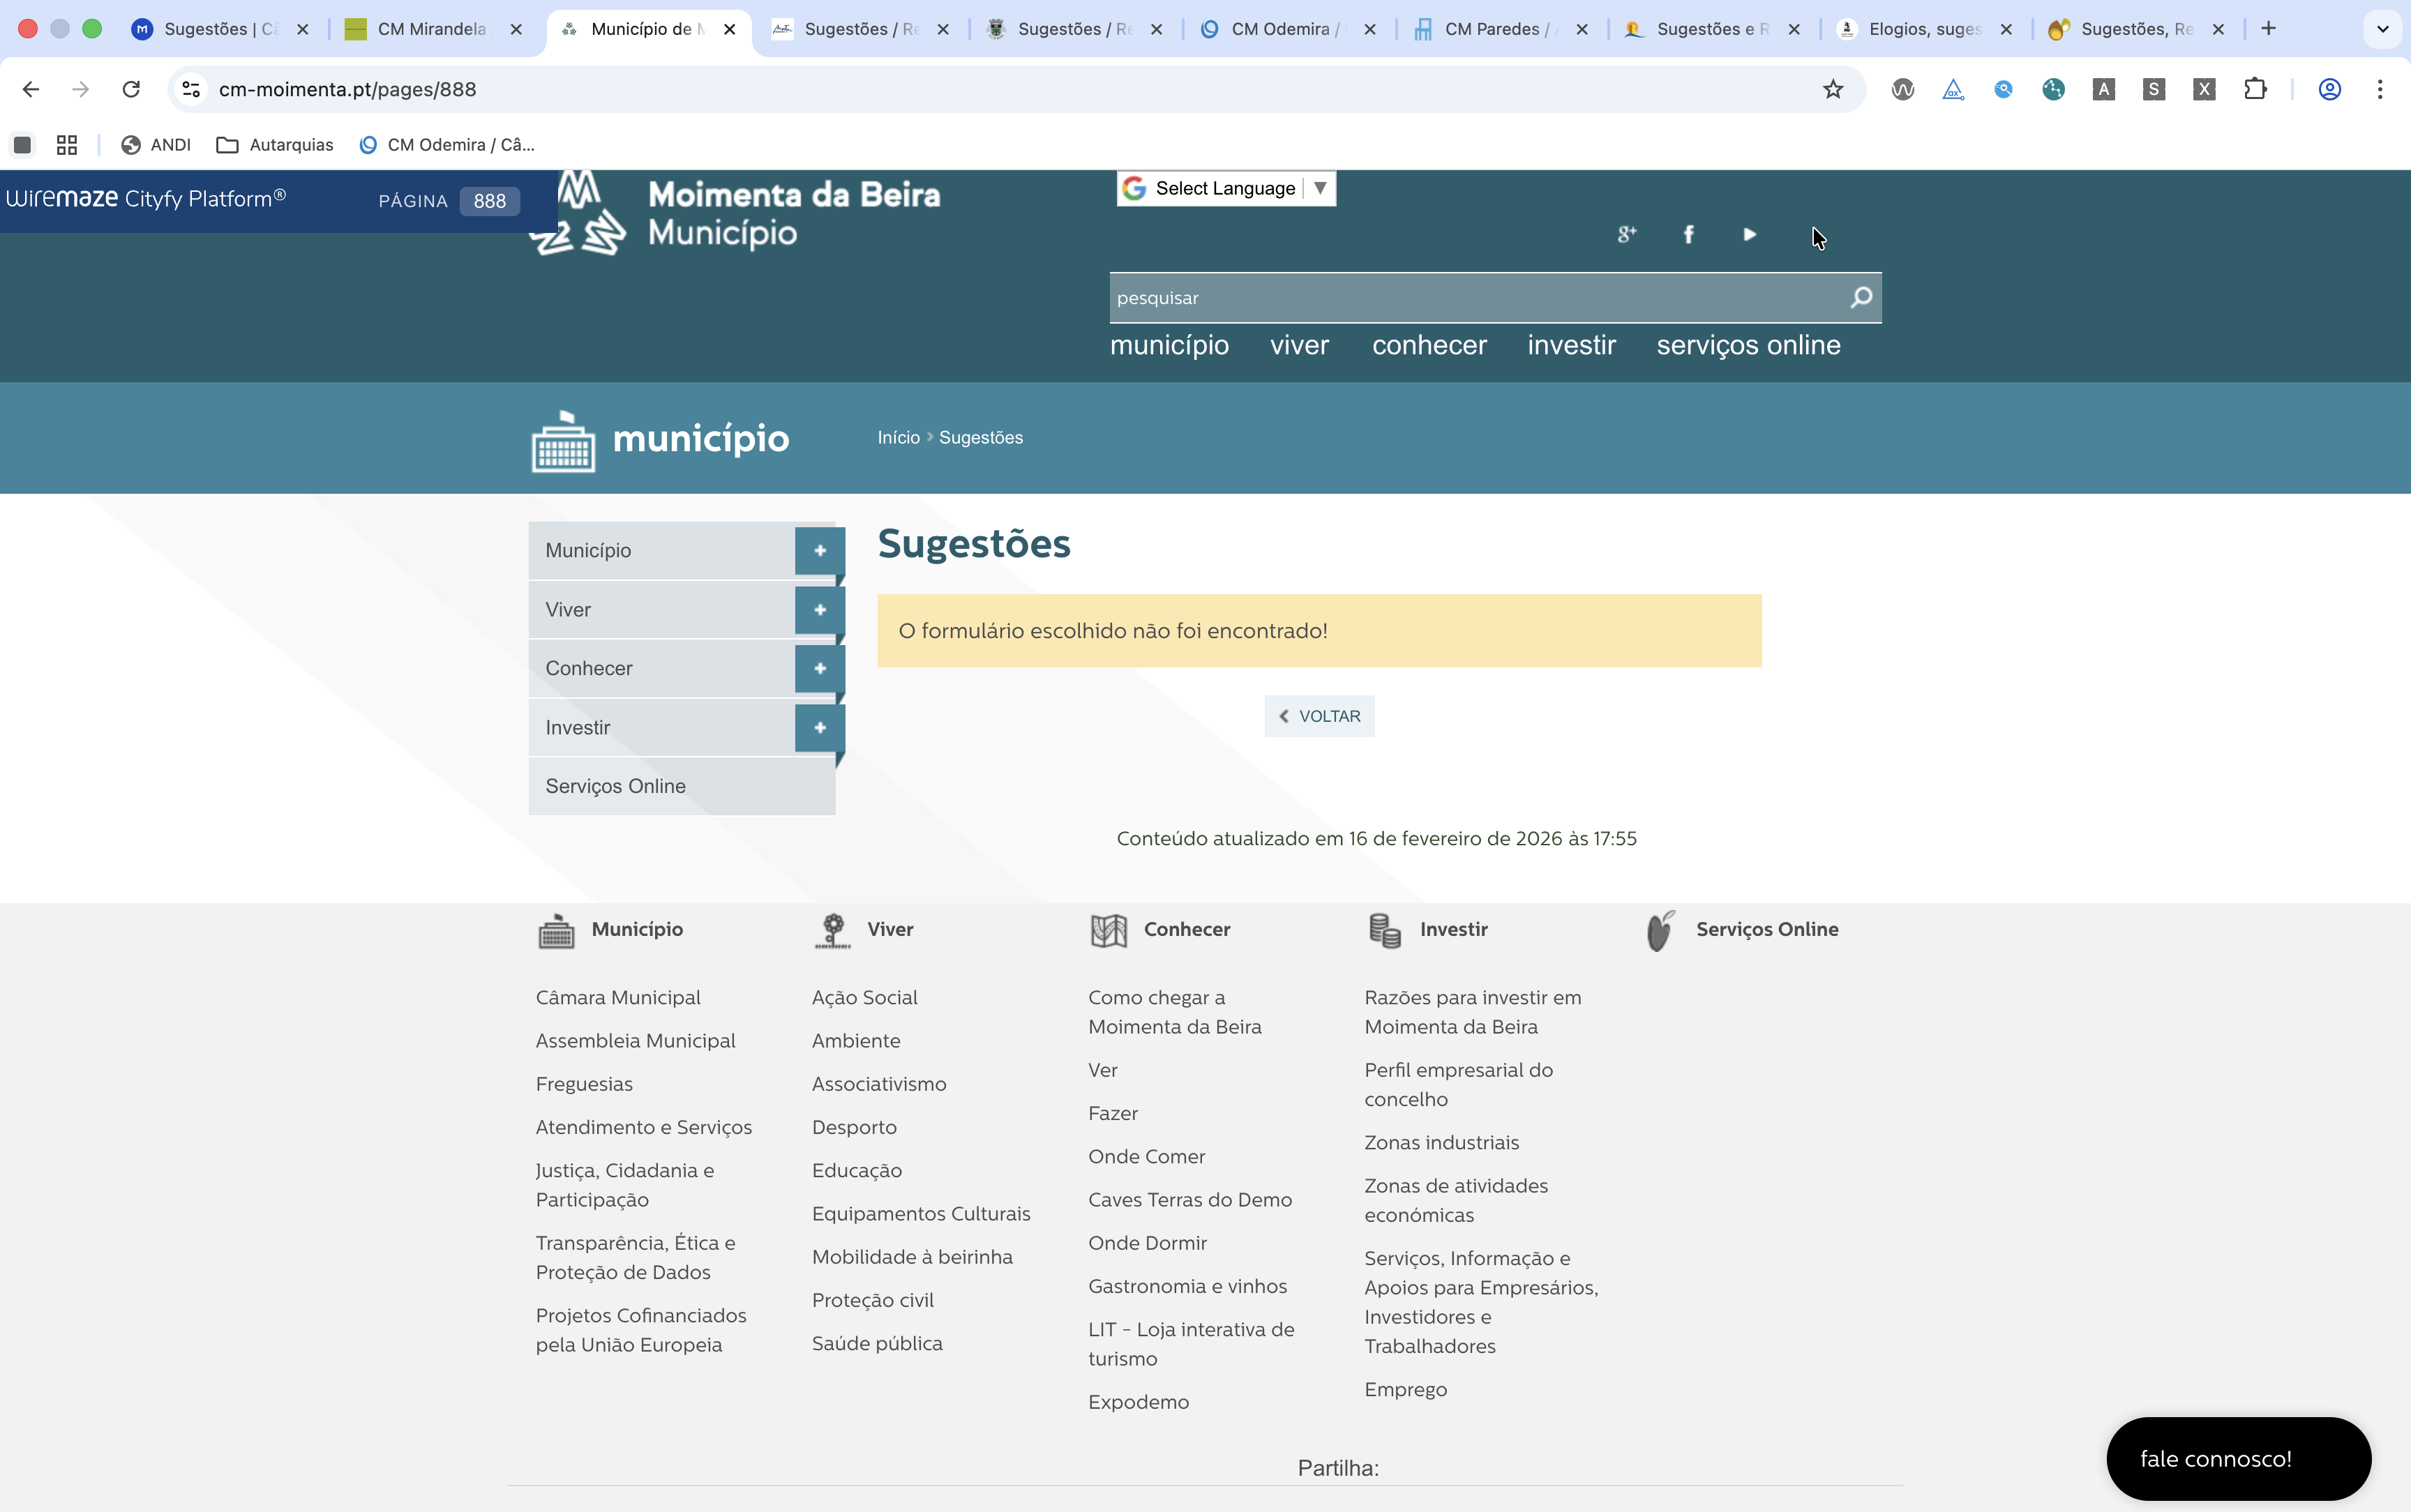 Sugestões | Câ
CM Mirandela
Município de M
Sugestões / Re
Sugestões / Re
CM Odemira /
CM Paredes /
Sugestões e R
Elogios, suges
Sugestões, Re
cm-moimenta.pt/pages/888
A
S
X
ANDI
Autarquias
CM Odemira / Câ...
wiremaze Cityfy Platform®
PÁGINA 888
Moimenta da Beira
Município
Select Language ▼
g+
f
pesquisar
município viver conhecer investir serviços online
município
Início > Sugestões
Município
Viver
Conhecer
Investir
Serviços Online
Sugestões
O formulário escolhido não foi encontrado!
VOLTAR
Conteúdo atualizado em 16 de fevereiro de 2026 às 17:55
Município
Câmara Municipal
Assembleia Municipal
Freguesias
Atendimento e Serviços
Justiça, Cidadania e
Participação
Transparência, Ética e
Proteção de Dados
Projetos Cofinanciados
pela União Europeia
Viver
Ação Social
Ambiente
Associativismo
Desporto
Educação
Equipamentos Culturais
Mobilidade à beirinha
Proteção civil
Saúde pública
Conhecer
Como chegar a
Moimenta da Beira
Ver
Fazer
Onde Comer
Caves Terras do Demo
Onde Dormir
Gastronomia e vinhos
LIT - Loja interativa de
turismo
Expodemo
Investir
Razões para investir em
Moimenta da Beira
Perfil empresarial do
concelho
Zonas industriais
Zonas de atividades
económicas
Serviços, Informação e
Apoios para Empresários,
Investidores e
Trabalhadores
Emprego
Serviços Online
Partilha:
fale connosco!